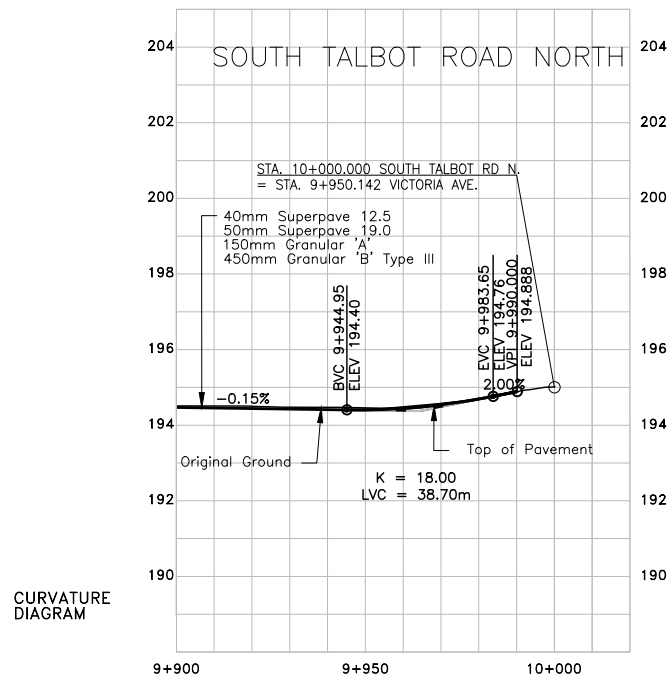 204
204
SOUTH TALBOT ROAD NORTH
202
202
STA. 10+000.000 SOUTH TALBOT RD N.
= STA. 9+950.142 VICTORIA AVE.
200
200
40mm Superpave 12.5
50mm Superpave 19.0
150mm Granular 'A'
450mm Granular 'B' Type III
198
198
BVC 9+944.95
ELEV 194.40
EVC 9+983.65
ELEV 194.76
VPI 9+990.000
ELEV 194.888
196
196
-0.15%
2.00%
194
194
Original Ground
Top of Pavement
K = 18.00
LVC = 38.70m
192
192
190
190
CURVATURE
DIAGRAM
9+900
9+950
10+000